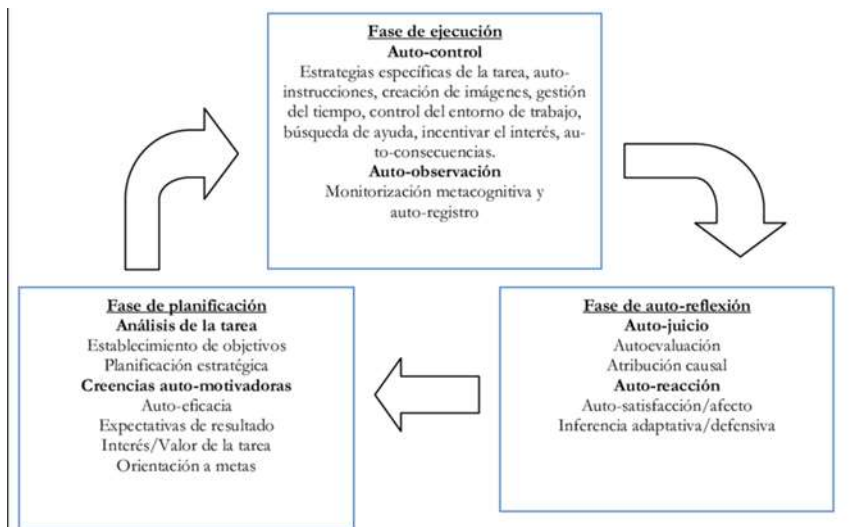 Fase de ejecución
Auto-control
Estrategias específicas de la tarea, auto-
instrucciones, creación de imágenes, gestión
del tiempo, control del entorno de trabajo,
búsqueda de ayuda, incentivar el interés, au-
to-consecuencias.
Auto-observación
Monitorización metacognitiva y
auto-registro
Fase de planificación
Análisis de la tarea
Establecimiento de objetivos
Planificación estratégica
Creencias auto-motivadoras
Auto-eficacia
Expectativas de resultado
Interés/Valor de la tarea
Orientación a metas
Fase de auto-reflexión
Auto-juicio
Autoevaluación
Atribución causal
Auto-reacción
Auto-satisfacción/afecto
Inferencia adaptativa/defensiva